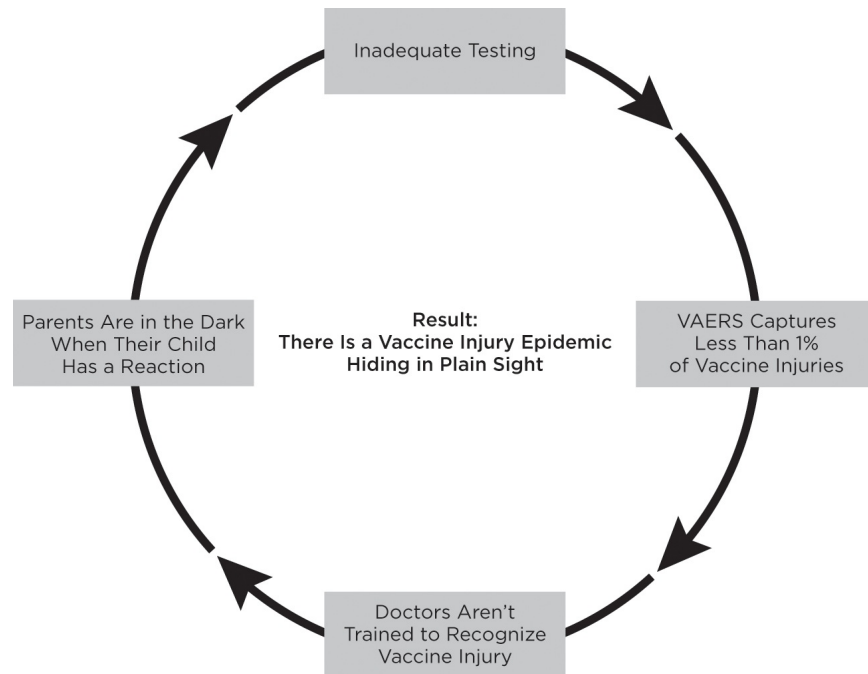 Inadequate Testing
VAERS Captures
Less Than 1%
of Vaccine Injuries
Doctors Aren't
Trained to Recognize
Vaccine Injury
Parents Are in the Dark
When Their Child
Has a Reaction
Result:
There Is a Vaccine Injury Epidemic
Hiding in Plain Sight